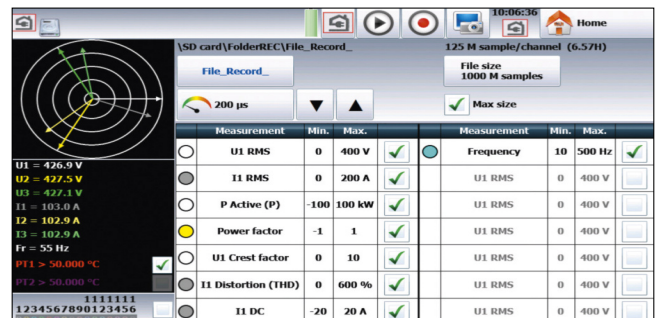 10:06:36
Home
\SD card\FolderREC\File_Record_
125 M sample/channel (6.57H)
File_Record_
File size
1000 M samples
200 µs
Max size
Measurement Min. Max. Measurement Min. Max.
U1 RMS 0 400 V Frequency 10 500 Hz
I1 RMS 0 200 A U1 RMS 0 400 V
P Active (P) -100 100 kW U1 RMS 0 400 V
Power factor -1 1 U1 RMS 0 400 V
U1 Crest factor 0 10 U1 RMS 0 400 V
I1 Distortion (THD) 0 600 % U1 RMS 0 400 V
I1 DC -20 20 A U1 RMS 0 400 V
U1 = 426.9 V
U2 = 427.5 V
U3 = 427.1 V
I1 = 103.0 A
I2 = 102.9 A
I3 = 102.9 A
Fr = 55 Hz
PT1 > 50.000 °C
PT2 > 50.000 °C
1111111
1234567890123456